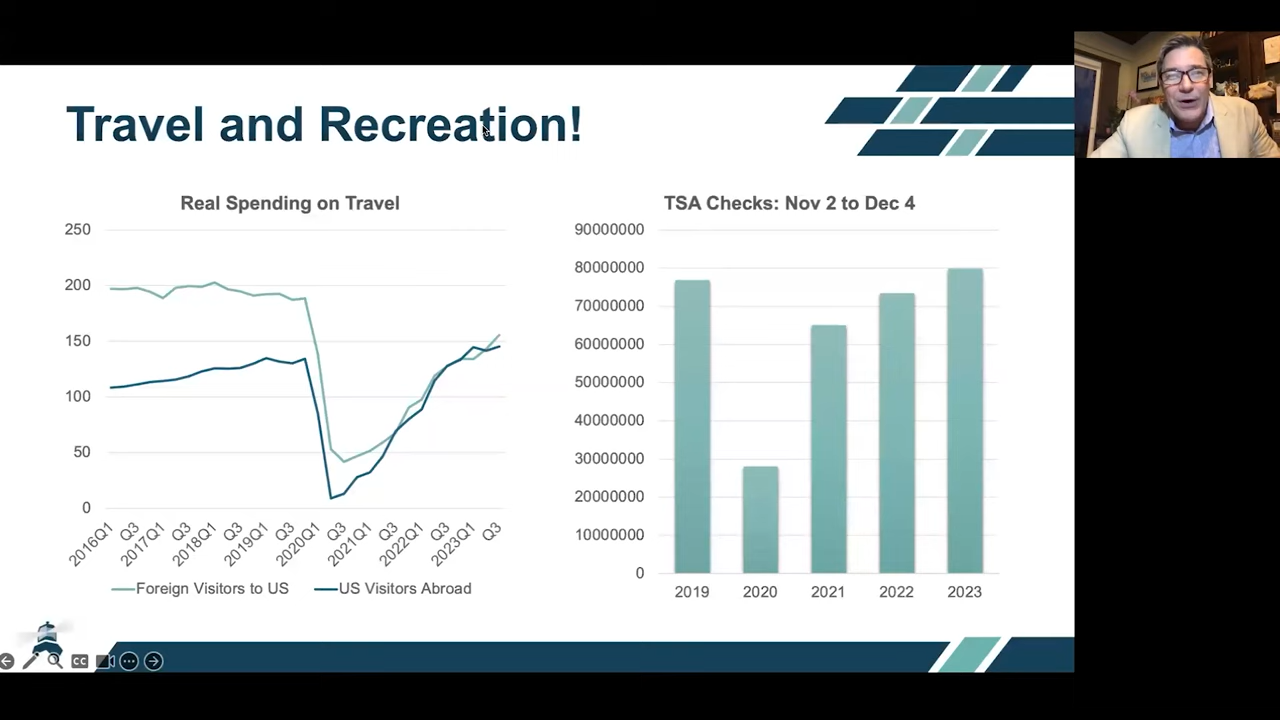 Travel and Recreation!
Real Spending on Travel
250
200
150
100
50
0
2016Q1
Q3
2017Q1
Q3
2018Q1
Q3
2019Q1
Q3
2020Q1
Q3
2021Q1
Q3
2022Q1
Q3
2023Q1
Q3
Foreign Visitors to US
US Visitors Abroad
TSA Checks: Nov 2 to Dec 4
90000000
80000000
70000000
60000000
50000000
40000000
30000000
20000000
10000000
0
2019 2020 2021 2022 2023
CC